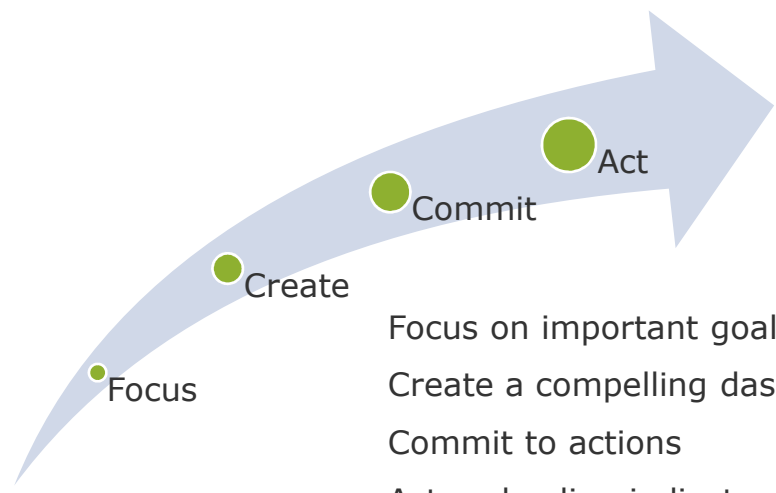 Act
Commit
Create
Focus
Focus on important goal
Create a compelling das
Commit to actions